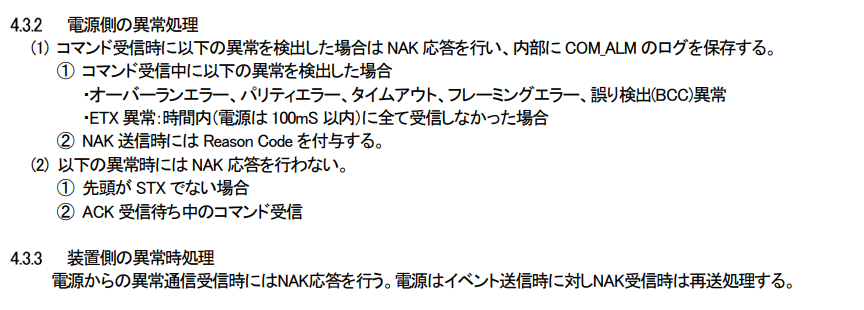 4.3.2 電源側の異常処理
(1) コマンド受信時に以下の異常を検出した場合は NAK 応答を行い、内部に COM_ALM のログを保存する。
① コマンド受信中に以下の異常を検出した場合
・オーバーランエラー、パリティエラー、タイムアウト、フレーミングエラー、誤り検出(BCC)異常
・ETX 異常：時間内(電源は 100mS 以内)に全て受信しなかった場合
② NAK 送信時には Reason Code を付与する。
(2) 以下の異常時には NAK 応答を行わない。
① 先頭が STX でない場合
② ACK 受信待ち中のコマンド受信
4.3.3 装置側の異常時処理
電源からの異常通信受信時にはNAK応答を行う。電源はイベント送信時に対しNAK受信時は再送処理する。